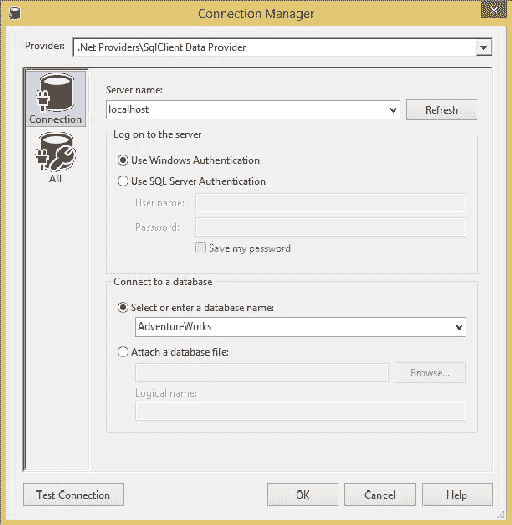 Connection Manager
Provider: .Net Providers\SqlClient Data Provider
Connection
All
Server name:
localhost
Refresh
Log on to the server
Use Windows Authentication
Use SQL Server Authentication
User name:
Password:
Save my password
Connect to a database
Select or enter a database name:
AdventureWorks
Attach a database file:
Browse...
Logical name:
Test Connection
OK
Cancel
Help